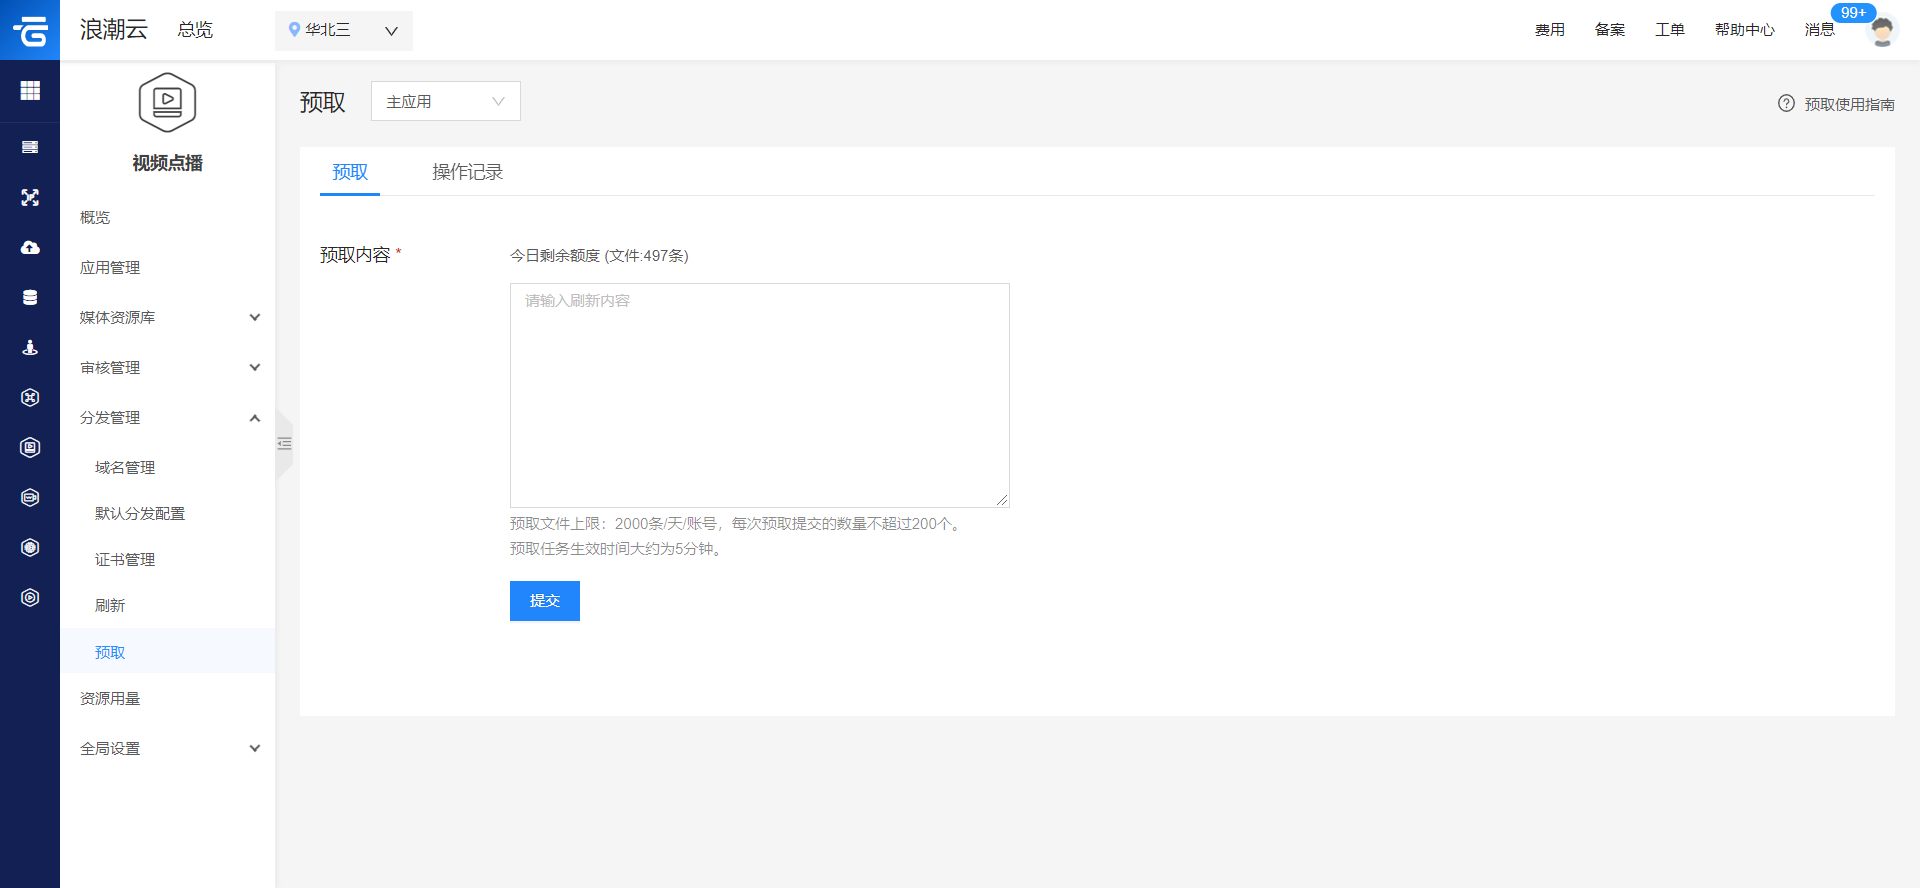 浪潮云 总览 华北三 费用 备案 工单 帮助中心 消息 99+
视频点播
概览
应用管理
媒体资源库
审核管理
分发管理
域名管理
默认分发配置
证书管理
刷新
预取
资源用量
全局设置
预取 主应用 预取使用指南
预取 操作记录
预取内容 * 今日剩余额度 (文件:497条)
请输入刷新内容
预取文件上限：2000条/天/账号，每次预取提交的数量不超过200个。
预取任务生效时间大约为5分钟。
提交